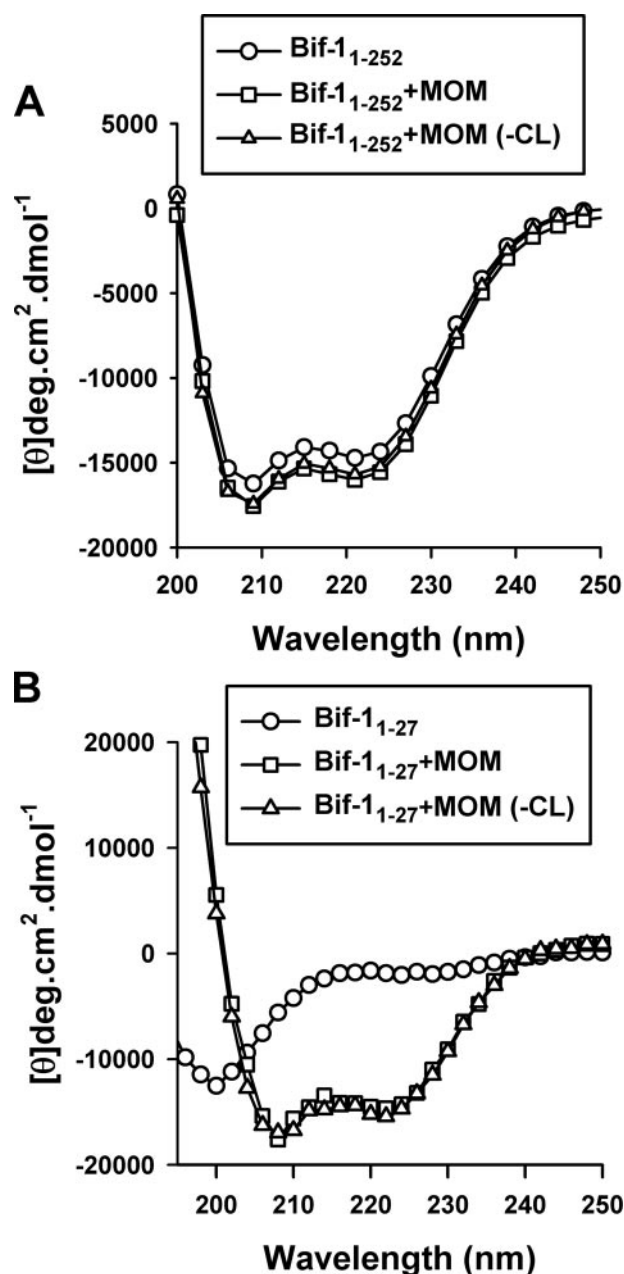 A
Bif-1₁₋₂₅₂
Bif-1₁₋₂₅₂+MOM
Bif-1₁₋₂₅₂+MOM (-CL)
5000
0
-5000
-10000
-15000
-20000
[θ]deg.cm².dmol⁻¹
200 210 220 230 240 250
Wavelength (nm)
B
Bif-1₁₋₂₇
Bif-1₁₋₂₇+MOM
Bif-1₁₋₂₇+MOM (-CL)
20000
10000
0
-10000
-20000
[θ]deg.cm².dmol⁻¹
200 210 220 230 240 250
Wavelength (nm)